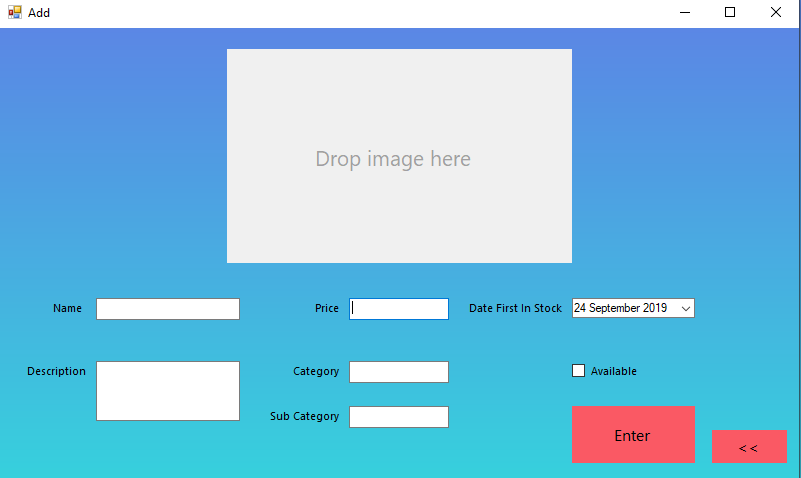 Add
Drop image here
Name
Price
Date First In Stock
24 September 2019
Description
Category
Available
Sub Category
Enter
<<